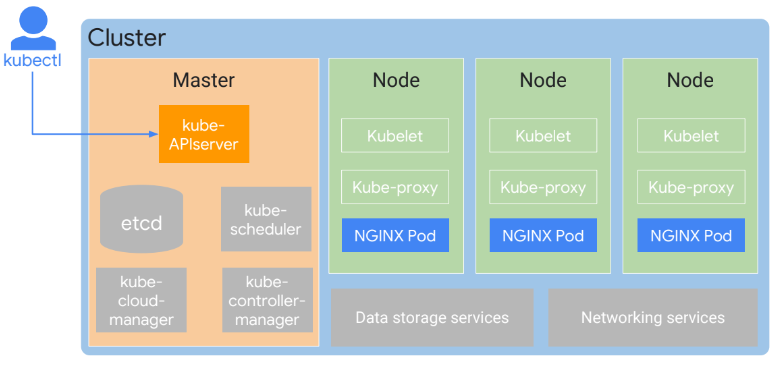 kubectl
Cluster
Master
kube-
APIserver
etcd
kube-
scheduler
kube-
cloud-
manager
kube-
controller-
manager
Node
Kubelet
Kube-proxy
NGINX Pod
Node
Kubelet
Kube-proxy
NGINX Pod
Node
Kubelet
Kube-proxy
NGINX Pod
Data storage services
Networking services